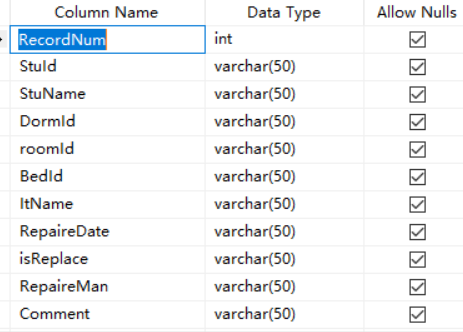 Column Name Data Type Allow Nulls
RecordNum int
StuId varchar(50)
StuName varchar(50)
DormId varchar(50)
roomId varchar(50)
BedId varchar(50)
ItName varchar(50)
RepaireDate varchar(50)
isReplace varchar(50)
RepaireMan varchar(50)
Comment varchar(50)